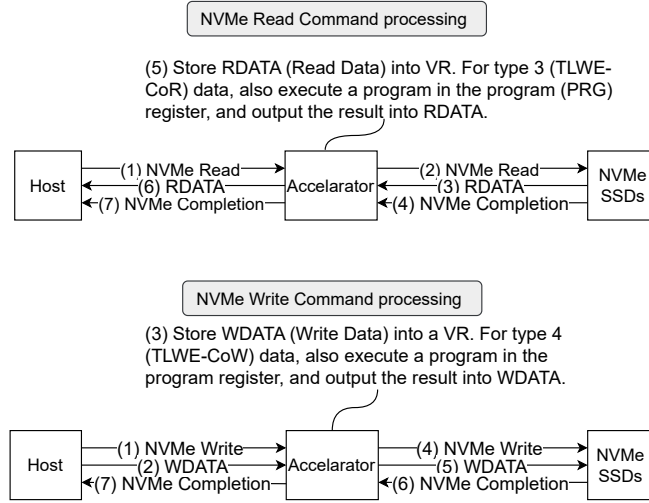 NVMe Read Command processing
(5) Store RDATA (Read Data) into VR. For type 3 (TLWE-
CoR) data, also execute a program in the program (PRG)
register, and output the result into RDATA.
Host
(1) NVMe Read
(6) RDATA
(7) NVMe Completion
Accelarator
(2) NVMe Read
(3) RDATA
(4) NVMe Completion
NVMe
SSDs
NVMe Write Command processing
(3) Store WDATA (Write Data) into a VR. For type 4
(TLWE-CoW) data, also execute a program in the
program register, and output the result into WDATA.
Host
(1) NVMe Write
(2) WDATA
(7) NVMe Completion
Accelarator
(4) NVMe Write
(5) WDATA
(6) NVMe Completion
NVMe
SSDs